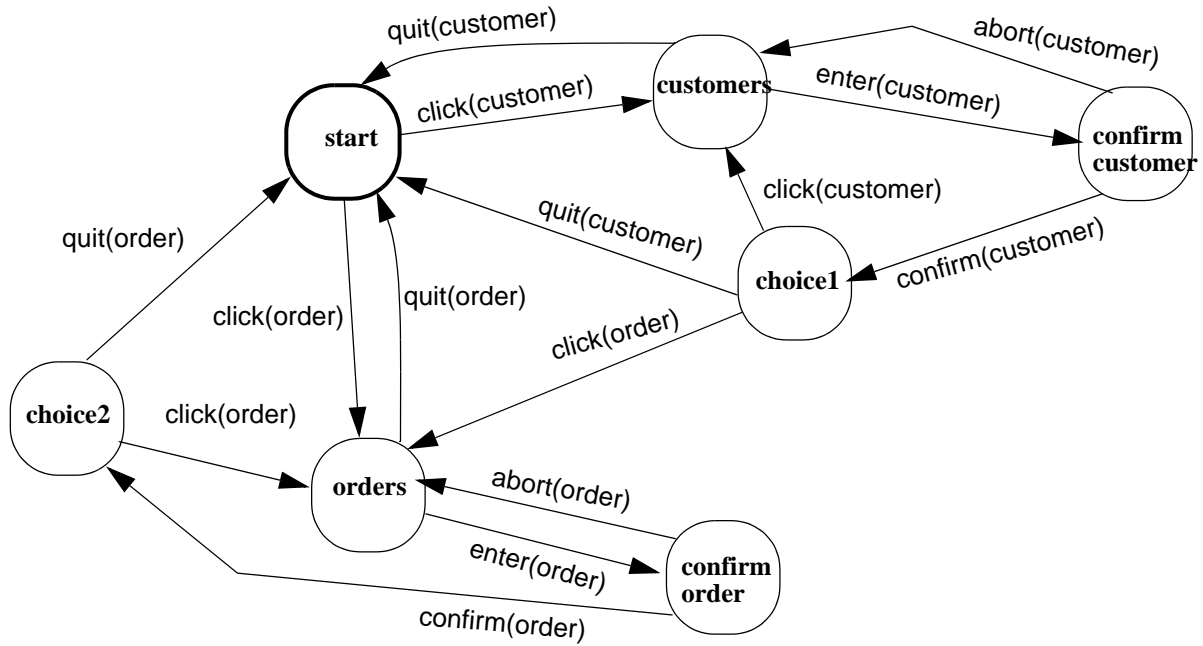 quit(customer)
abort(customer)
click(customer)
customers
enter(customer)
start
confirm
customer
click(customer)
quit(customer)
quit(order)
confirm(customer)
choice1
quit(order)
click(order)
click(order)
choice2
click(order)
orders
abort(order)
enter(order)
confirm
order
confirm(order)